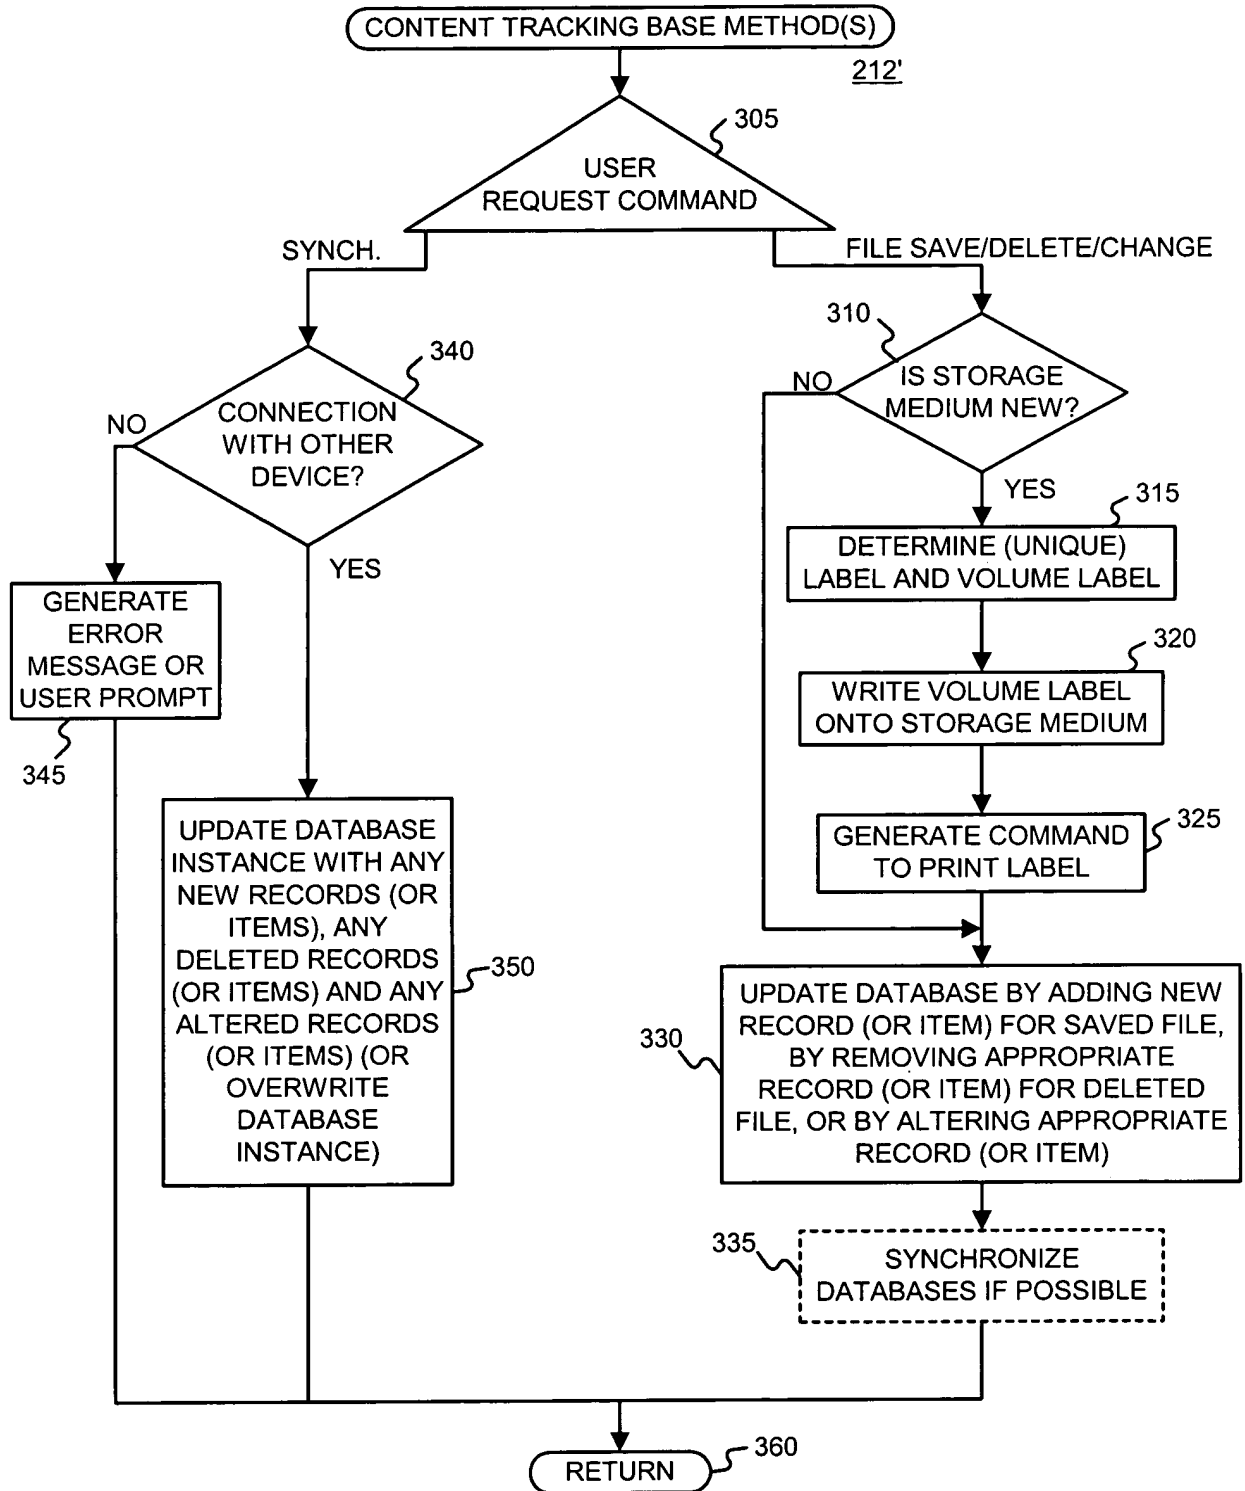 CONTENT TRACKING BASE METHOD(S)
212'
305
USER
REQUEST COMMAND
SYNCH.
FILE SAVE/DELETE/CHANGE
340
CONNECTION
WITH OTHER
DEVICE?
NO
YES
GENERATE
ERROR
MESSAGE OR
USER PROMPT
345
UPDATE DATABASE
INSTANCE WITH ANY
NEW RECORDS (OR
ITEMS), ANY
DELETED RECORDS
(OR ITEMS) AND ANY
ALTERED RECORDS
(OR ITEMS) (OR
OVERWRITE
DATABASE
INSTANCE)
350
310
IS STORAGE
MEDIUM NEW?
NO
YES
315
DETERMINE (UNIQUE)
LABEL AND VOLUME LABEL
320
WRITE VOLUME LABEL
ONTO STORAGE MEDIUM
325
GENERATE COMMAND
TO PRINT LABEL
330
UPDATE DATABASE BY ADDING NEW
RECORD (OR ITEM) FOR SAVED FILE,
BY REMOVING APPROPRIATE
RECORD (OR ITEM) FOR DELETED
FILE, OR BY ALTERING APPROPRIATE
RECORD (OR ITEM)
335
SYNCHRONIZE
DATABASES IF POSSIBLE
360
RETURN